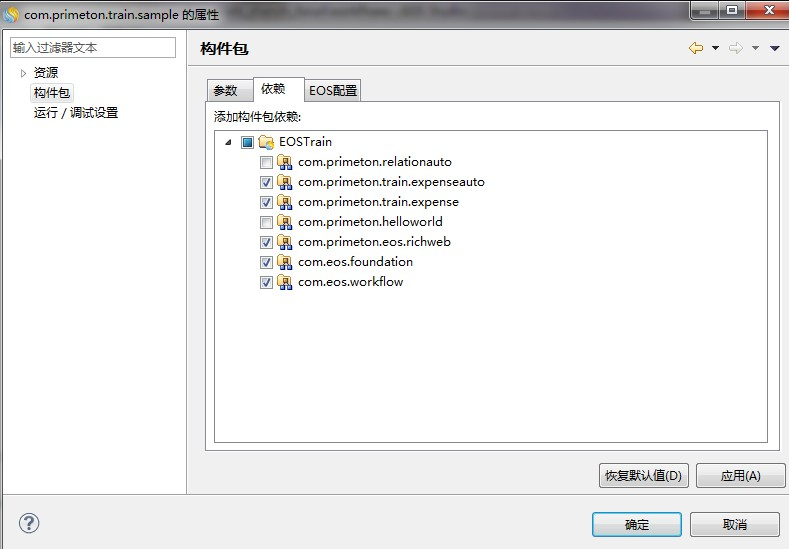 com.primeton.train.sample 的属性
输入过滤器文本
资源
构件包
运行 / 调试设置
构件包
参数 依赖 EOS配置
添加构件包依赖:
EOSTrain
com.primeton.relationauto
com.primeton.train.expenseauto
com.primeton.train.expense
com.primeton.helloworld
com.primeton.eos.richweb
com.eos.foundation
com.eos.workflow
恢复默认值(D) 应用(A)
确定 取消